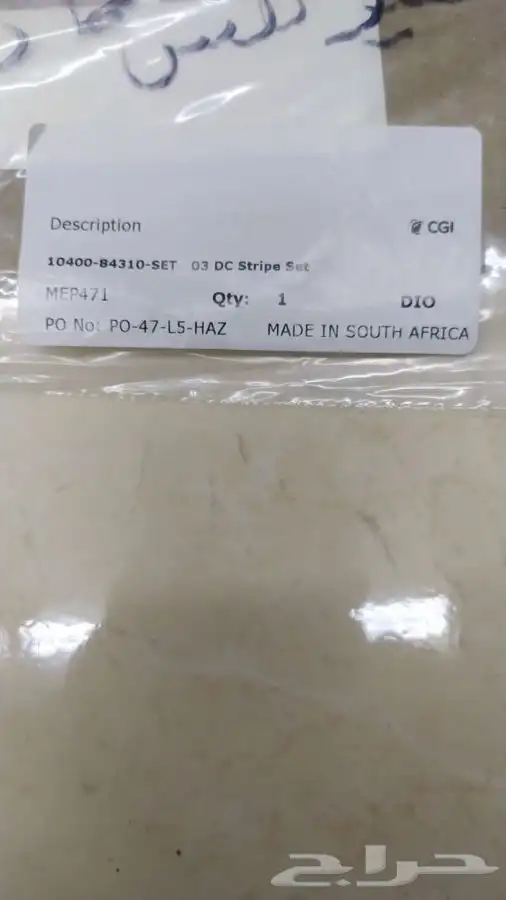 Description CGI
10400-84310-SET 03 DC Stripe Set
MEP471 Qty: 1 DIO
PO No: PO-47-L5-HAZ MADE IN SOUTH AFRICA
حراج